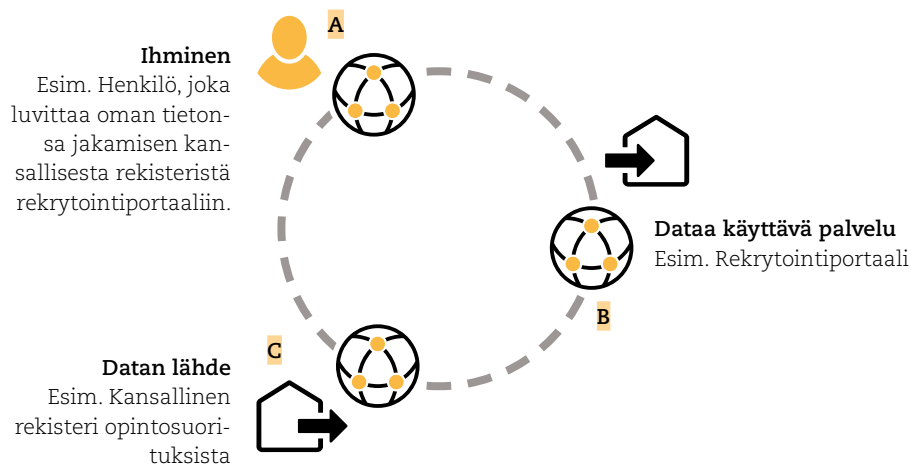 A
Ihminen
Esim. Henkilö, joka
luvittaa oman tieton-
sa jakamisen kan-
sallisesta rekisteristä
rekrytointiportaaliin.
Dataa käyttävä palvelu
Esim. Rekrytointiportaali
B
C
Datan lähde
Esim. Kansallinen
rekisteri opintosuori-
tuksista